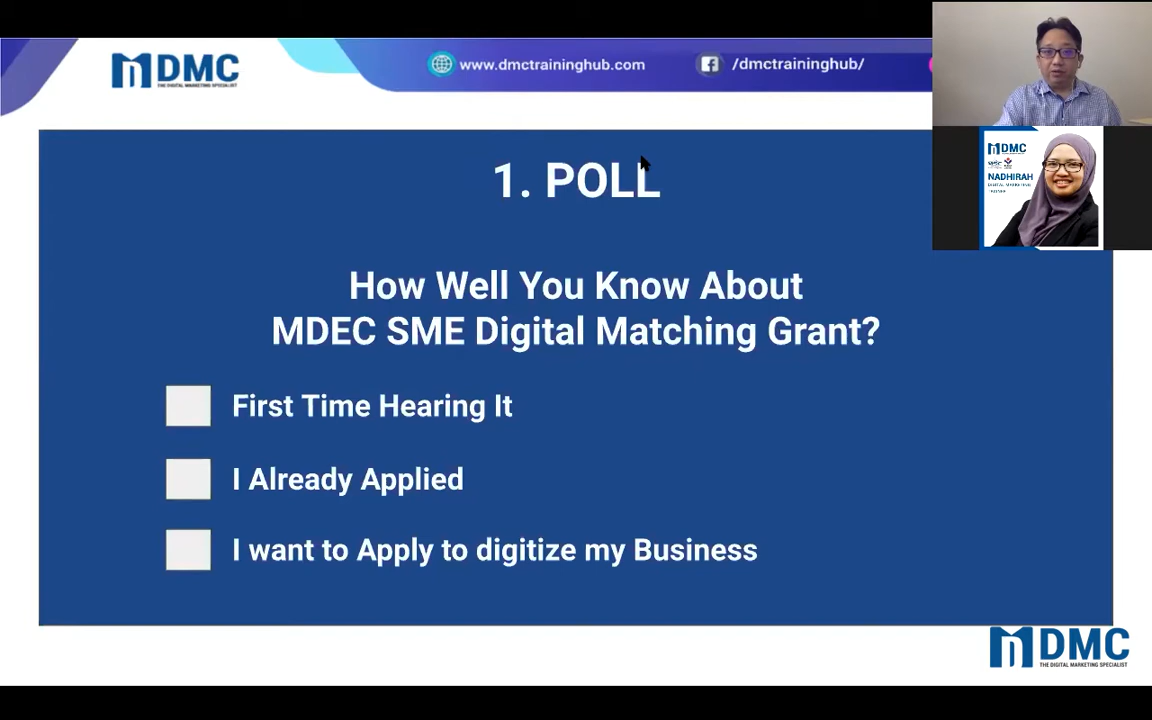 DMC
THE DIGITAL MARKETING SPECIALIST
www.dmctraininghub.com
/dmctraininghub/
DMC
NADHIRAH
DIGITAL MARKETING
TRAINER
1. POLL
How Well You Know About
MDEC SME Digital Matching Grant?
First Time Hearing It
I Already Applied
I want to Apply to digitize my Business
DMC
THE DIGITAL MARKETING SPECIALIST